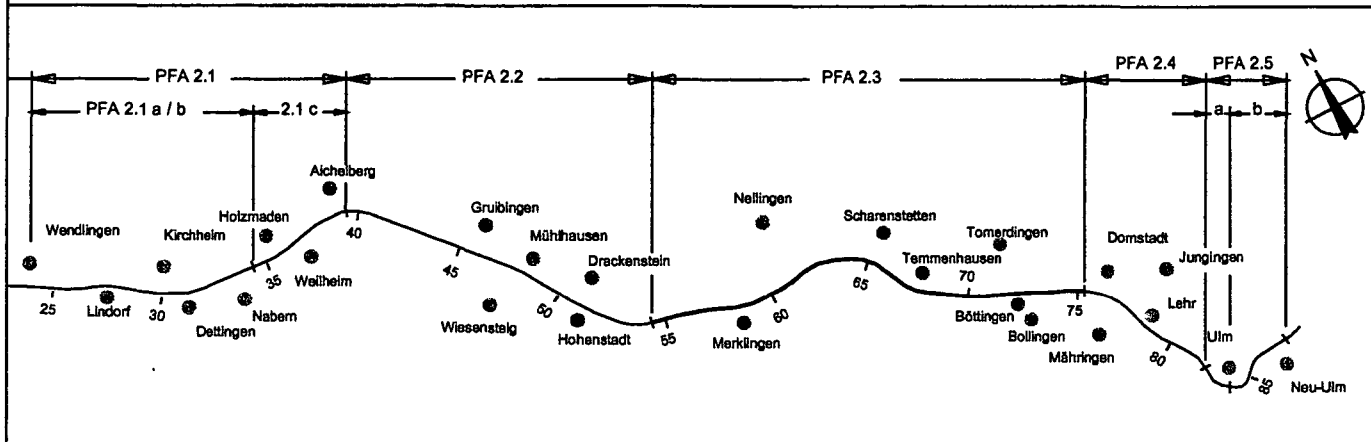 PFA 2.1
PFA 2.2
PFA 2.3
PFA 2.4
PFA 2.5
N
PFA 2.1 a / b
2.1 c
a
b
Aichelberg
Wendlingen
Kirchheim
Holzmaden
Weilheim
Lindorf
Dettingen
Nabern
Gruibingen
Mühlhausen
Drackenstein
Wiesensteig
Hohenstadt
Nellingen
Merklingen
Scharenstetten
Temmenhausen
Tomerdingen
Böttingen
Bollingen
Mähringen
Dornstadt
Jungingen
Lehr
Ulm
Neu-Ulm
25
30
35
40
45
50
55
60
65
70
75
80
85